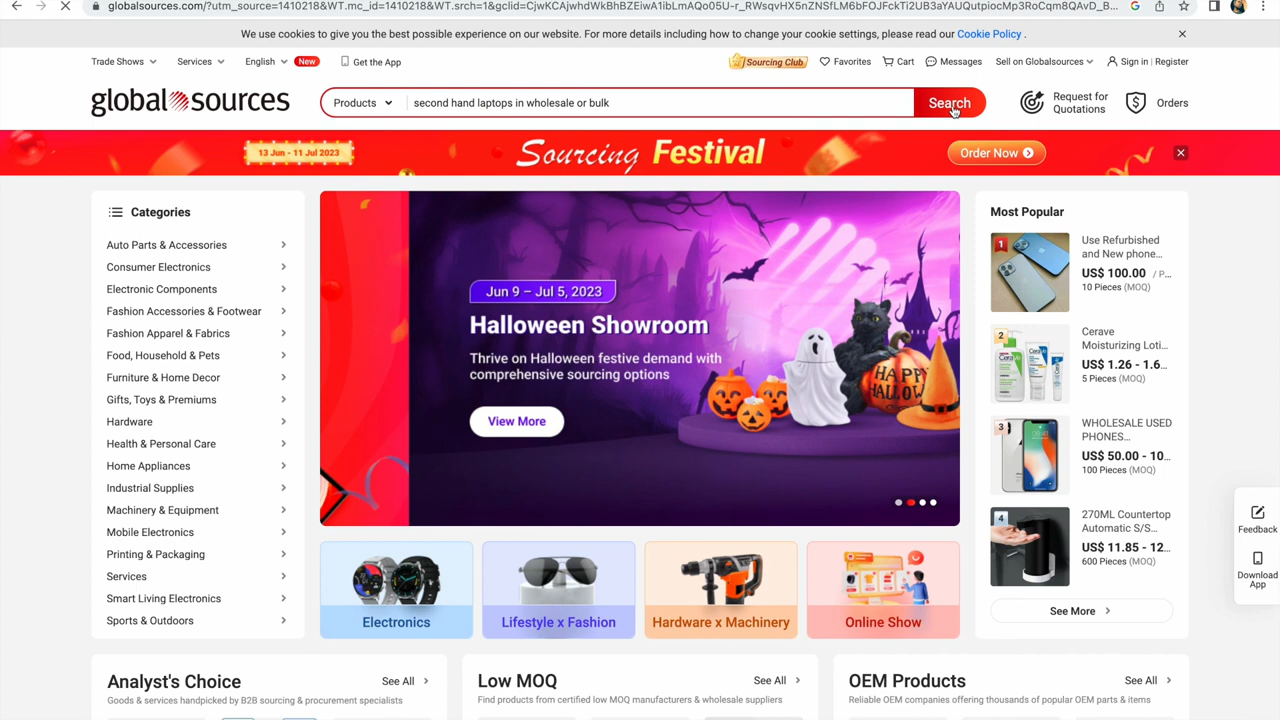 globalsources.com/?utm_source=1410218&WT.mc_id=1410218&WT.srch=1&gclid=CjwKCAjwhdWkBhBZEiwA1ibLmAQo05U-r_RWsqvHX5nZNSfLM6bFOJFckTi2UB3aYAUQutpiocMp3RoCqm8QAvD_B...
We use cookies to give you the best possible experience on our website. For more details including how to change your cookie settings, please read our Cookie Policy .
Trade Shows
Services
English
New
Get the App
Sourcing Club
Favorites
Cart
Messages
Sell on Globalsources
Sign in | Register
global sources
Products
second hand laptops in wholesale or bulk
Search
Request for
Quotations
Orders
13 Jun - 11 Jul 2023
Sourcing Festival
Order Now
Categories
Auto Parts & Accessories
Consumer Electronics
Electronic Components
Fashion Accessories & Footwear
Fashion Apparel & Fabrics
Food, Household & Pets
Furniture & Home Decor
Gifts, Toys & Premiums
Hardware
Health & Personal Care
Home Appliances
Industrial Supplies
Machinery & Equipment
Mobile Electronics
Printing & Packaging
Services
Smart Living Electronics
Sports & Outdoors
Jun 9 – Jul 5, 2023
Halloween Showroom
Thrive on Halloween festive demand with
comprehensive sourcing options
View More
HAPPY
Electronics
Lifestyle x Fashion
Hardware x Machinery
Online Show
Most Popular
1
Use Refurbished
and New phone...
US$ 100.00 / P...
10 Pieces (MOQ)
2
Cerave
Moisturizing Loti...
US$ 1.26 - 1.6...
5 Pieces (MOQ)
3
WHOLESALE USED
PHONES...
US$ 50.00 - 10...
100 Pieces (MOQ)
4
270ML Countertop
Automatic S/S...
US$ 11.85 - 12...
600 Pieces (MOQ)
See More
Feedback
Download
App
Analyst's Choice
See All
Goods & services handpicked by B2B sourcing & procurement specialists
Low MOQ
See All
Find products from certified low MOQ manufacturers & wholesale suppliers
OEM Products
See All
Reliable OEM companies offering thousands of popular OEM parts & items